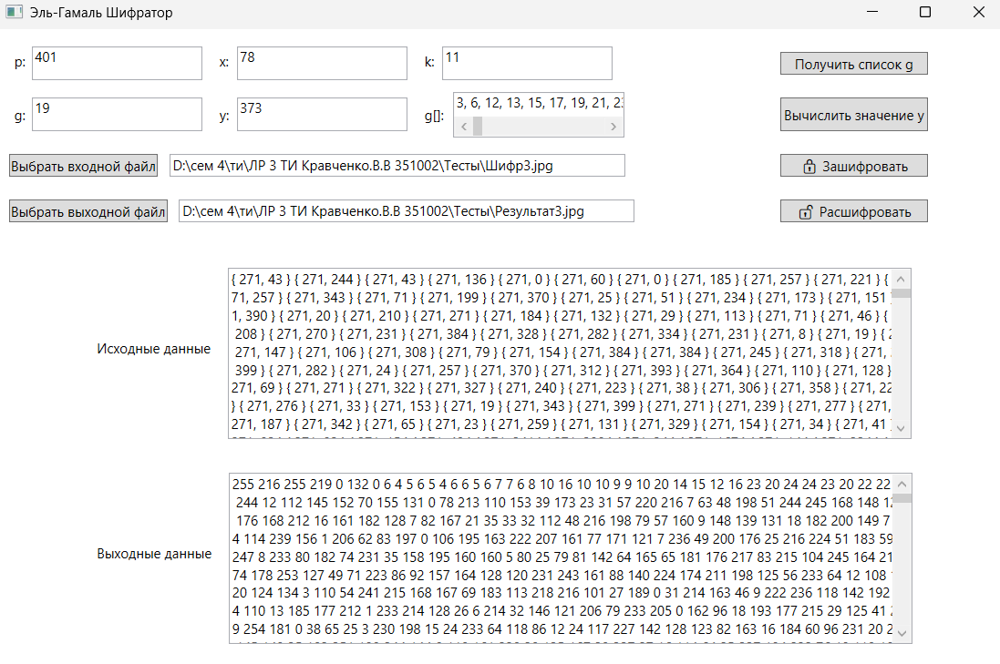 Эль-Гамаль Шифратор
p: 401 x: 78 k: 11 Получить список g
g: 19 y: 373 g[]: 3, 6, 12, 13, 15, 17, 19, 21, Вычислить значение y
Выбрать входной файл D:\сем 4\ти\ЛР 3 ТИ Кравченко.В.В 351002\Тесты\Шифр3.jpg Зашифровать
Выбрать выходной файл D:\сем 4\ти\ЛР 3 ТИ Кравченко.В.В 351002\Тесты\Результат3.jpg Расшифровать
Исходные данные
{ 271, 43 } { 271, 244 } { 271, 43 } { 271, 136 } { 271, 0 } { 271, 60 } { 271, 0 } { 271, 185 } { 271, 257 } { 271, 221 } {
71, 257 } { 271, 343 } { 271, 71 } { 271, 199 } { 271, 370 } { 271, 25 } { 271, 51 } { 271, 234 } { 271, 173 } { 271, 151
1, 390 } { 271, 20 } { 271, 210 } { 271, 271 } { 271, 184 } { 271, 132 } { 271, 29 } { 271, 113 } { 271, 71 } { 271, 46 } {
208 } { 271, 270 } { 271, 231 } { 271, 384 } { 271, 328 } { 271, 282 } { 271, 334 } { 271, 231 } { 271, 8 } { 271, 19 } {
271, 147 } { 271, 106 } { 271, 308 } { 271, 79 } { 271, 154 } { 271, 384 } { 271, 384 } { 271, 245 } { 271, 318 } { 271,
399 } { 271, 282 } { 271, 24 } { 271, 257 } { 271, 370 } { 271, 312 } { 271, 393 } { 271, 364 } { 271, 110 } { 271, 128 }
271, 69 } { 271, 271 } { 271, 322 } { 271, 327 } { 271, 240 } { 271, 223 } { 271, 38 } { 271, 306 } { 271, 358 } { 271, 22
} { 271, 276 } { 271, 33 } { 271, 153 } { 271, 19 } { 271, 343 } { 271, 399 } { 271, 271 } { 271, 239 } { 271, 277 } { 271,
271, 187 } { 271, 342 } { 271, 65 } { 271, 23 } { 271, 259 } { 271, 131 } { 271, 329 } { 271, 154 } { 271, 34 } { 271, 41
Выходные данные
255 216 255 219 0 132 0 6 4 5 6 5 4 6 6 5 6 7 7 6 8 10 16 10 10 9 9 10 20 14 15 12 16 23 20 24 24 23 20 22 22
244 12 112 145 152 70 155 131 0 78 213 110 153 39 173 23 31 57 220 216 7 63 48 198 51 244 245 168 148
176 168 212 16 161 182 128 7 82 167 21 35 33 32 112 48 216 198 79 57 160 9 148 139 131 18 182 200 149 7
4 114 239 156 1 206 62 83 197 0 106 195 163 222 207 161 77 171 121 7 236 49 200 176 25 216 224 51 183 59
247 8 233 80 182 74 231 35 158 195 160 160 5 80 25 79 81 142 64 165 65 181 176 217 83 215 104 245 164 21
74 178 253 127 49 71 223 86 92 157 164 128 120 231 243 161 88 140 224 174 211 198 125 56 233 64 12 108
20 124 134 3 110 54 241 215 168 167 69 183 113 218 216 101 27 189 0 31 214 163 46 9 222 236 118 142 192
4 110 13 185 177 212 1 233 214 128 26 6 214 32 146 121 206 79 233 205 0 162 96 18 193 177 215 29 125 41
9 254 181 0 38 65 25 3 230 198 15 24 233 64 118 86 12 24 117 227 142 128 123 82 163 16 184 60 96 231 20